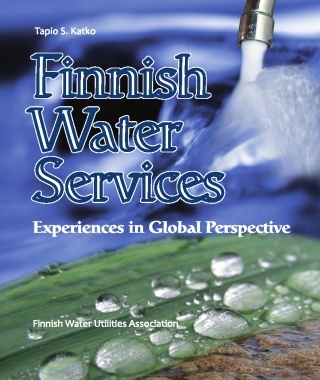 Tapio S. Katko
Finnish
Water
Services
Experiences in Global Perspective
Finnish Water Utilities Association